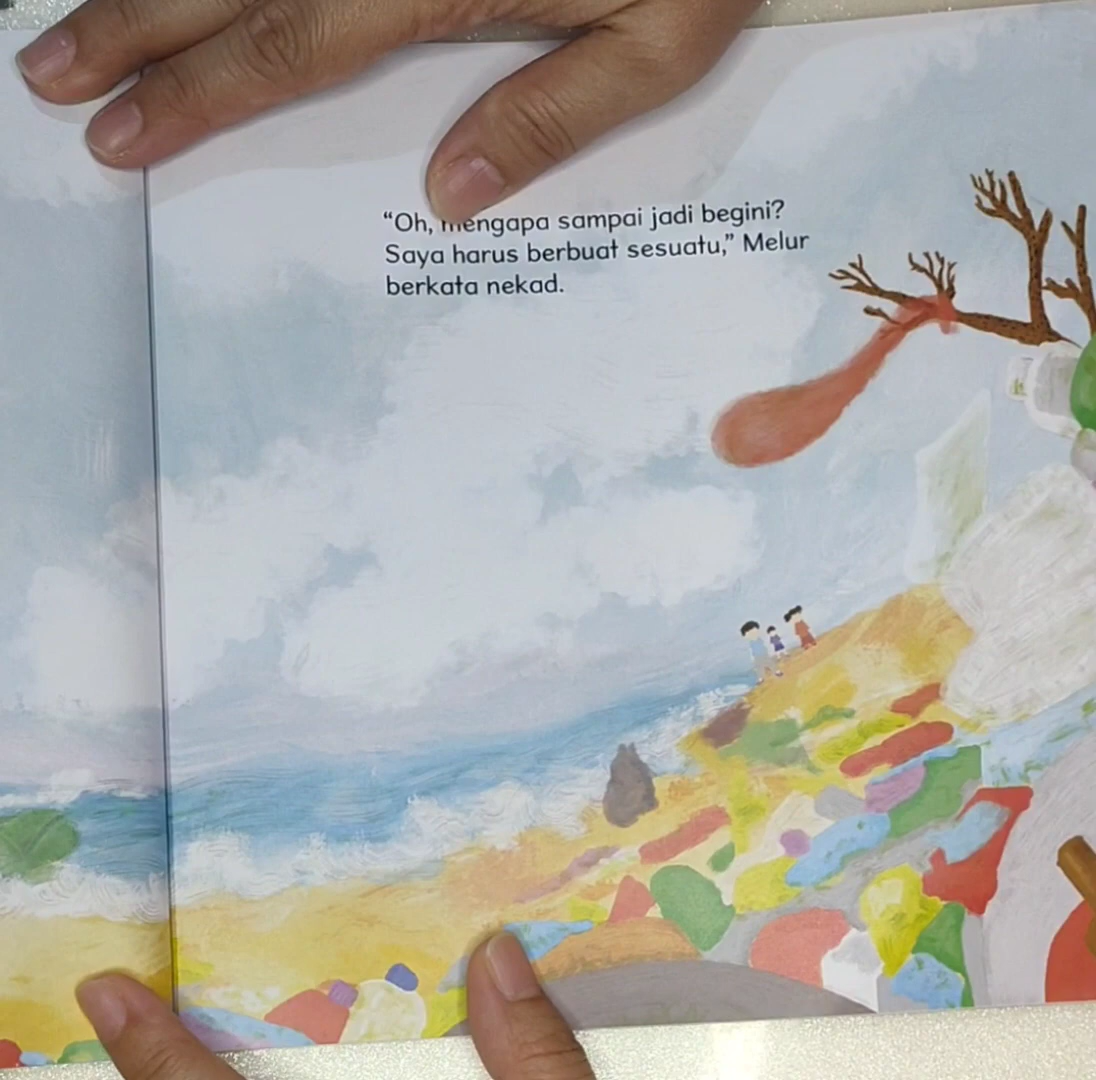 “Oh, mengapa sampai jadi begini?
Saya harus berbuat sesuatu,” Melur
berkata nekad.